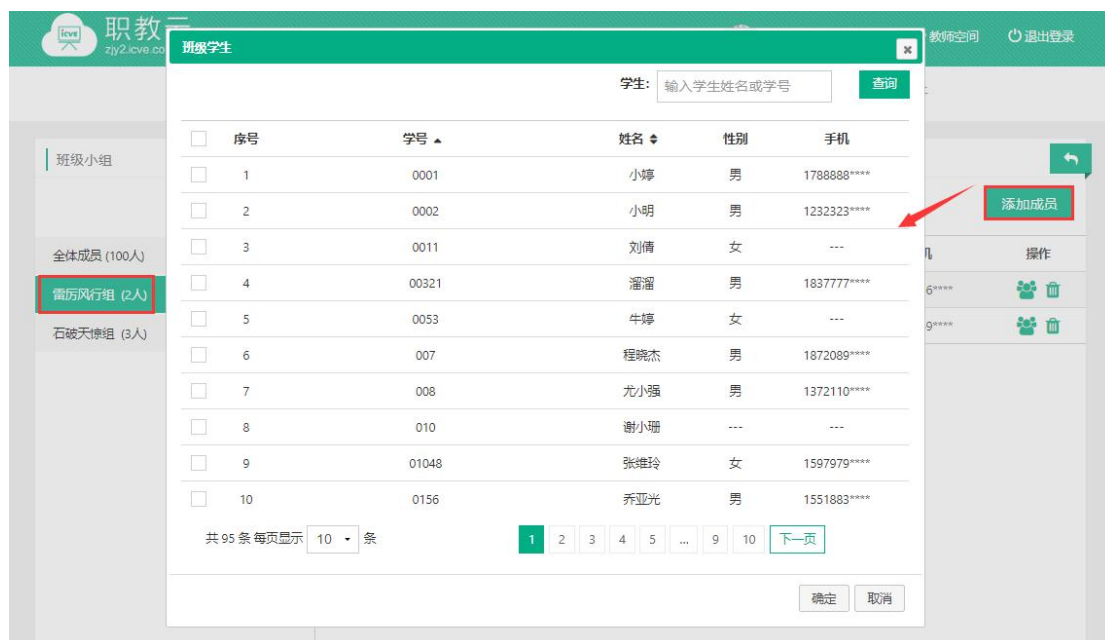 icve
职教云
zjy2.icve.co
教师空间
退出登录
班级学生
学生:
输入学生姓名或学号
查询
班级小组
添加成员
全体成员 (100人)
雷厉风行组 (2人)
石破天惊组 (3人)
操作
6****
9****
序号 学号 姓名 性别 手机
1 0001 小婷 男 1788888****
2 0002 小明 男 1232323****
3 0011 刘倩 女 ---
4 00321 溜溜 男 1837777****
5 0053 牛婷 女 ---
6 007 程晓杰 男 1872089****
7 008 尤小强 男 1372110****
8 010 谢小珊 --- ---
9 01048 张维玲 女 1597979****
10 0156 乔亚光 男 1551883****
共 95 条 每页显示 10 条
1 2 3 4 5 ... 9 10 下一页
确定 取消